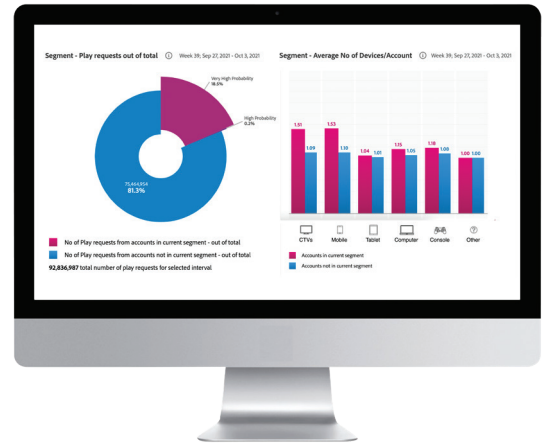 Segment - Play requests out of total
Week 39; Sep 27, 2021 - Oct 3, 2021
Very High Probability
18.5%
High Probability
0.2%
75,464,954
81.3%
No of Play requests from accounts in current segment - out of total
No of Play requests from accounts not in current segment - out of total
92,836,987 total number of play requests for selected interval
Segment - Average No of Devices/Account
Week 39; Sep 27, 2021 - Oct 3, 2021
1.51 1.09 1.53 1.10 1.04 1.01 1.15 1.05 1.18 1.08 1.00 1.00
CTVs Mobile Tablet Computer Console Other
Accounts in current segment
Accounts not in current segment